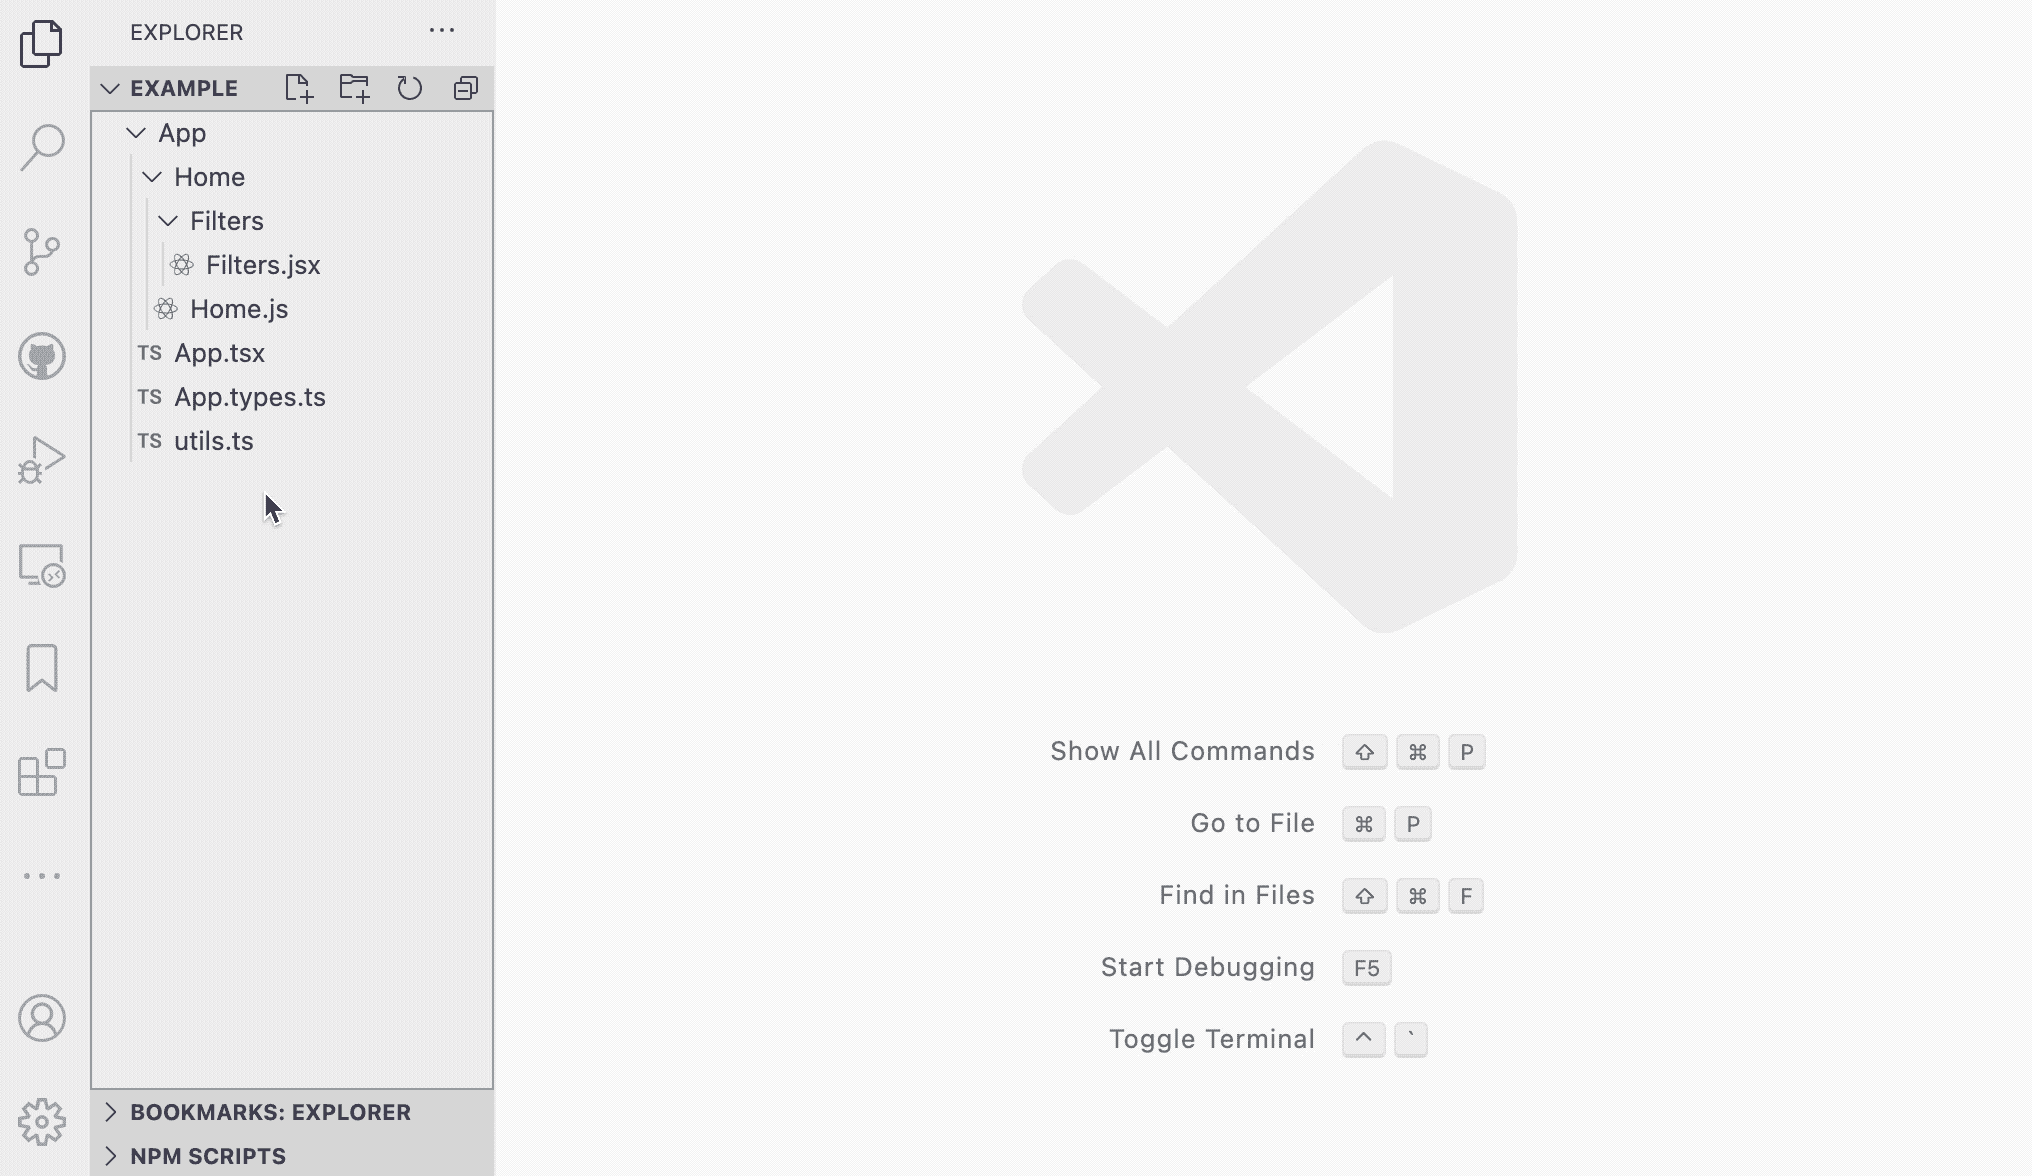 EXPLORER
EXAMPLE
App
Home
Filters
Filters.jsx
Home.js
TS App.tsx
TS App.types.ts
TS utils.ts
Show All Commands ⇧ ⌘ P
Go to File ⌘ P
Find in Files ⇧ ⌘ F
Start Debugging F5
Toggle Terminal ^ `
BOOKMARKS: EXPLORER
NPM SCRIPTS